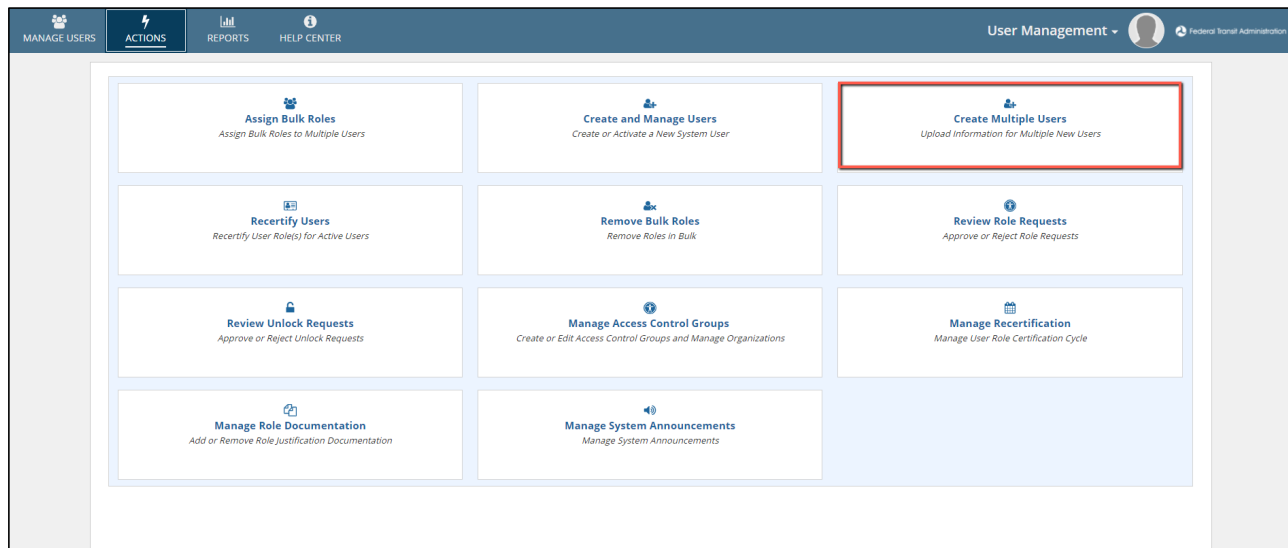 MANAGE USERS
ACTIONS
REPORTS
HELP CENTER
User Management
Federal Transit Administration
Assign Bulk Roles
Assign Bulk Roles to Multiple Users
Create and Manage Users
Create or Activate a New System User
Create Multiple Users
Upload Information for Multiple New Users
Recertify Users
Recertify User Role(s) for Active Users
Remove Bulk Roles
Remove Roles in Bulk
Review Role Requests
Approve or Reject Role Requests
Review Unlock Requests
Approve or Reject Unlock Requests
Manage Access Control Groups
Create or Edit Access Control Groups and Manage Organizations
Manage Recertification
Manage User Role Certification Cycle
Manage Role Documentation
Add or Remove Role Justification Documentation
Manage System Announcements
Manage System Announcements